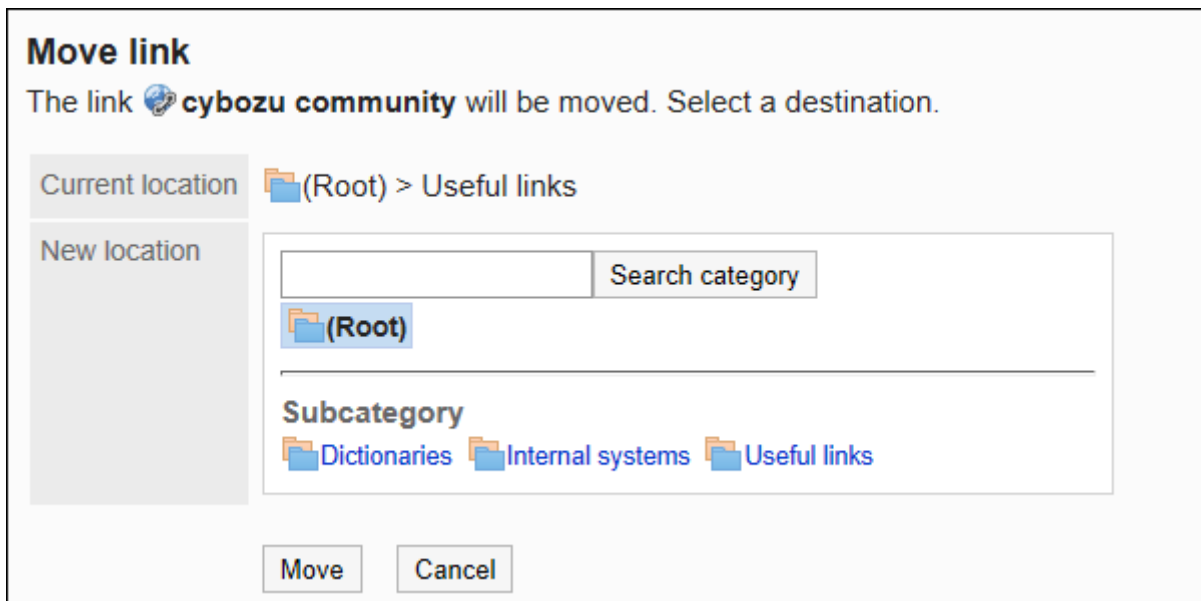 Move link
The link cybozu community will be moved. Select a destination.
Current location (Root) > Useful links
New location
Search category
(Root)
Subcategory
Dictionaries Internal systems Useful links
Move Cancel